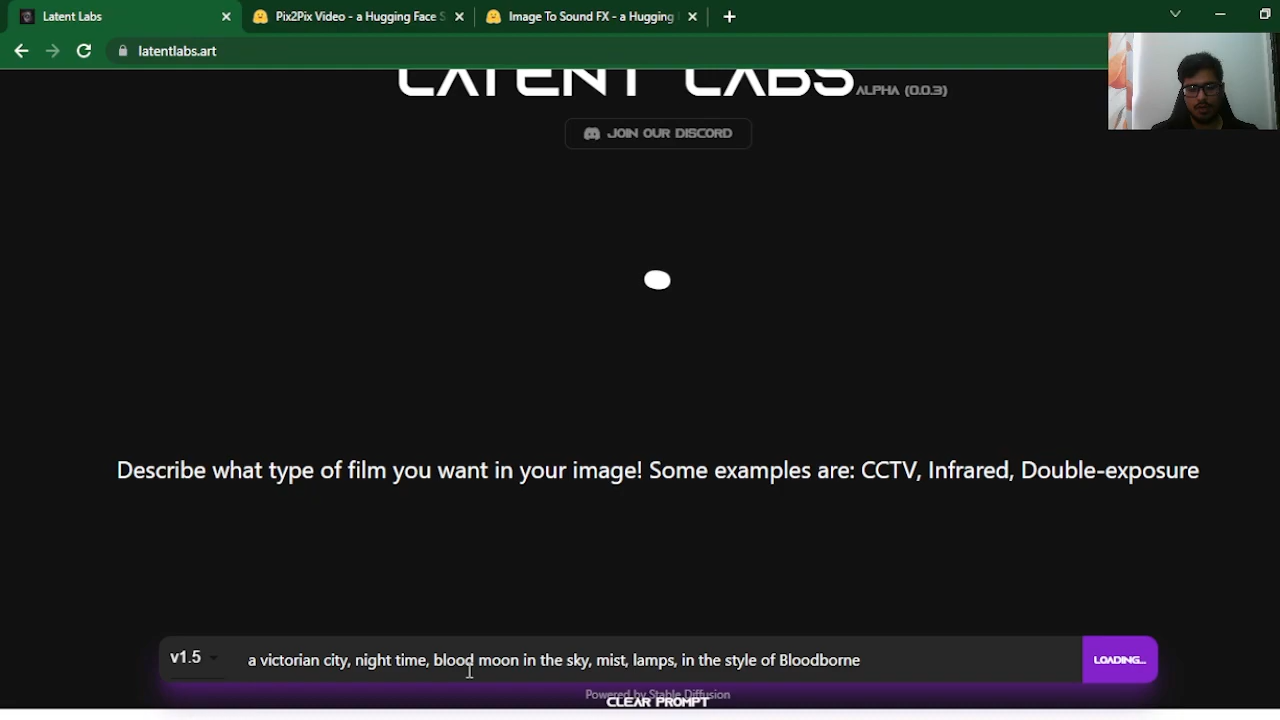 Latent Labs
Pix2Pix Video - a Hugging Face S
Image To Sound FX - a Hugging
latentlabs.art
LATENT LABS ALPHA (0.0.3)
JOIN OUR DISCORD
Describe what type of film you want in your image! Some examples are: CCTV, Infrared, Double-exposure
v1.5 a victorian city, night time, blood moon in the sky, mist, lamps, in the style of Bloodborne LOADING...
Powered by Stable Diffusion
CLEAR PROMPT